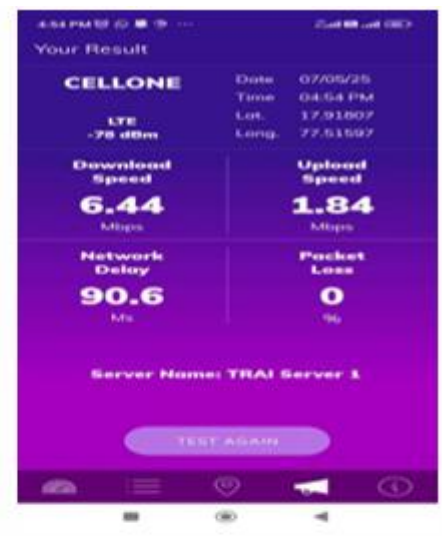 4:54 PM
Your Result
CELLONE
LTE
-78 dBm
Date 07/05/25
Time 04:54 PM
Lat. 17.91807
Long. 77.51597
Download
Speed
6.44
Mbps
Upload
Speed
1.84
Mbps
Network
Delay
90.6
Ms
Packet
Loss
0
%
Server Name: TRAI Server 1
TEST AGAIN